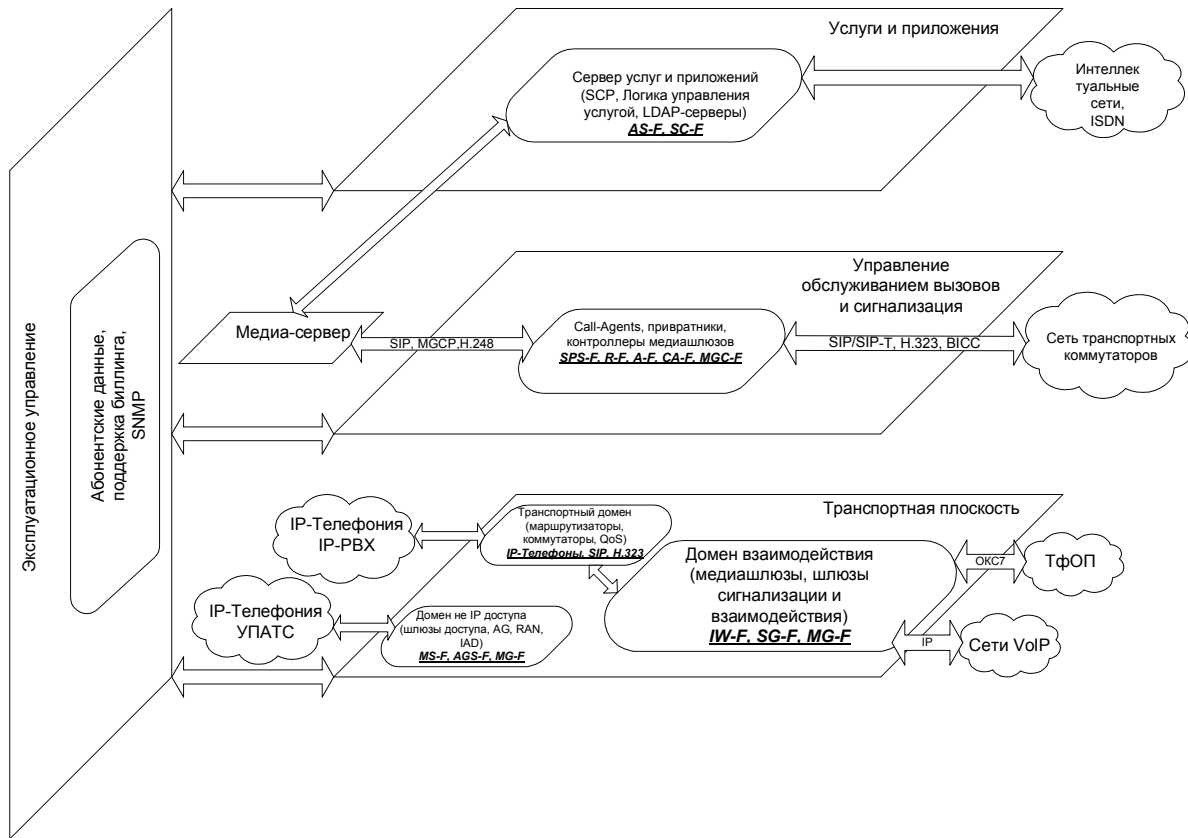 Услуги и приложения
Сервер услуг и приложений
(SCP, Логика управления
услугой, LDAP-серверы)
AS-F, SC-F
Интеллек
туальные
сети,
ISDN
Эксплуатационное управление
Абонентские данные,
поддержка биллинга,
SNMP
Управление
обслуживанием вызовов
и сигнализация
Медиа-сервер
SIP, MGCP,H.248
Call-Agents, привратники,
контроллеры медиашлюзов
SPS-F, R-F, A-F, CA-F, MGC-F
SIP/SIP-T, H.323, BICC
Сеть транспортных
коммутаторов
Транспортная плоскость
IP-Телефония
IP-PBX
Транспортный домен
(маршрутизаторы,
коммутаторы, QoS)
IP-Телефоны, SIP, H.323
Домен взаимодействия
(медиашлюзы, шлюзы
сигнализации и
взаимодействия)
IW-F, SG-F, MG-F
ОКС7
ТфОП
IP-Телефония
УПАТС
Домен не IP доступа
(шлюзы доступа, AG, RAN,
IAD)
MS-F, AGS-F, MG-F
IP
Сети VoIP